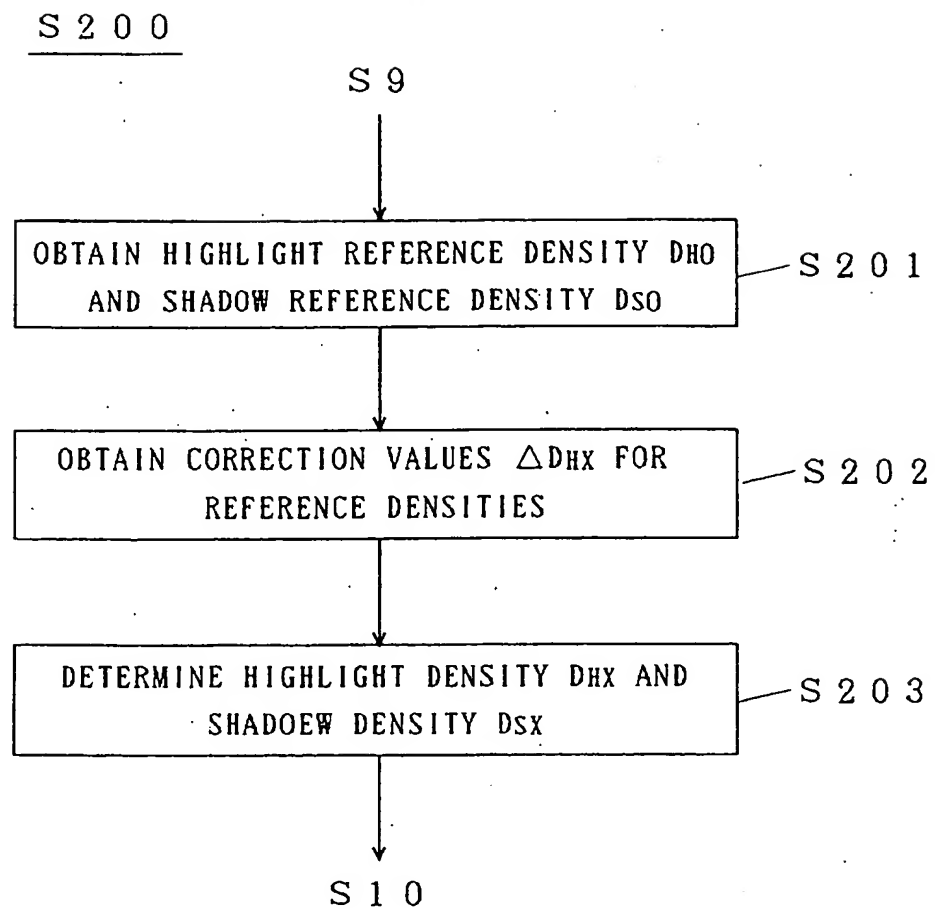 S200
S9
OBTAIN HIGHLIGHT REFERENCE DENSITY DHO
AND SHADOW REFERENCE DENSITY DSO
S201
OBTAIN CORRECTION VALUES △DHX FOR
REFERENCE DENSITIES
S202
DETERMINE HIGHLIGHT DENSITY DHX AND
SHADOEW DENSITY DSX
S203
S10